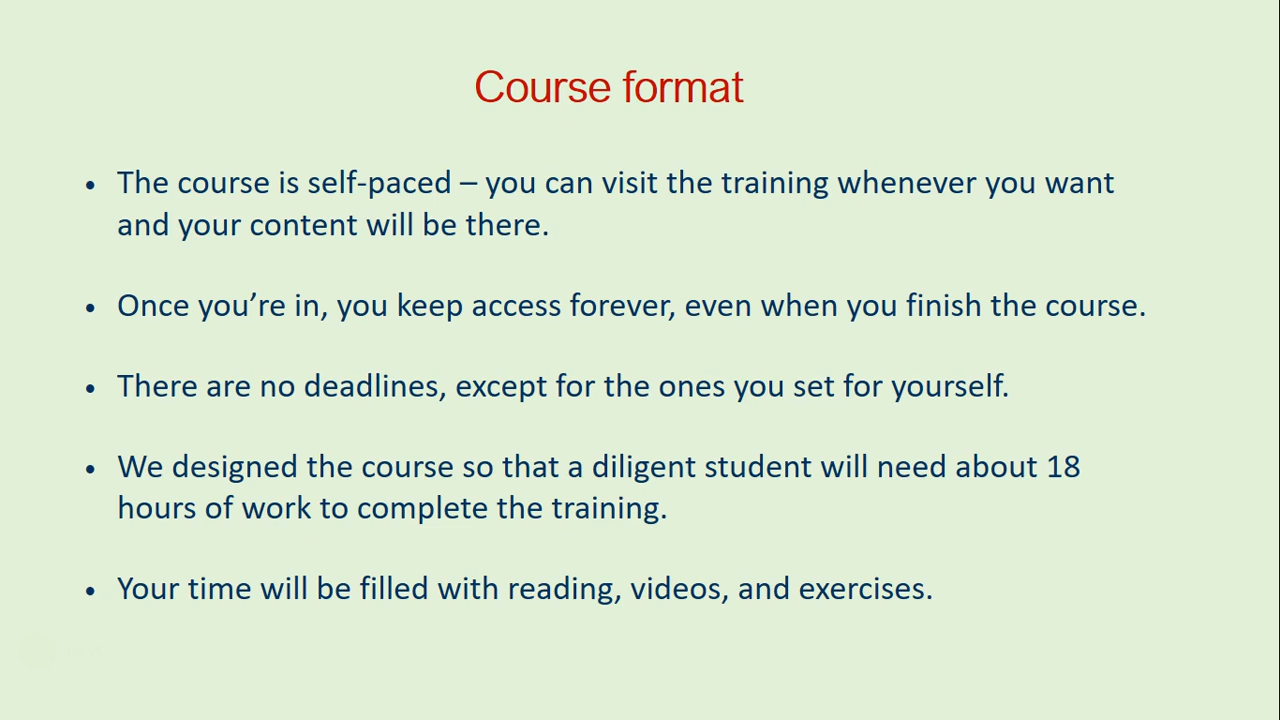 Course format
• The course is self-paced – you can visit the training whenever you want
and your content will be there.
• Once you’re in, you keep access forever, even when you finish the course.
• There are no deadlines, except for the ones you set for yourself.
• We designed the course so that a diligent student will need about 18
hours of work to complete the training.
• Your time will be filled with reading, videos, and exercises.